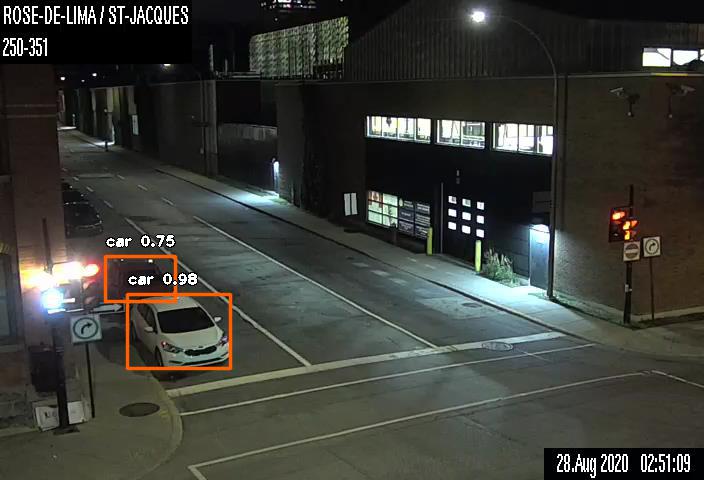 ROSE-DE-LIMA / ST-JACQUES
250-351
car 0.75
car 0.98
28.Aug 2020 02:51:09